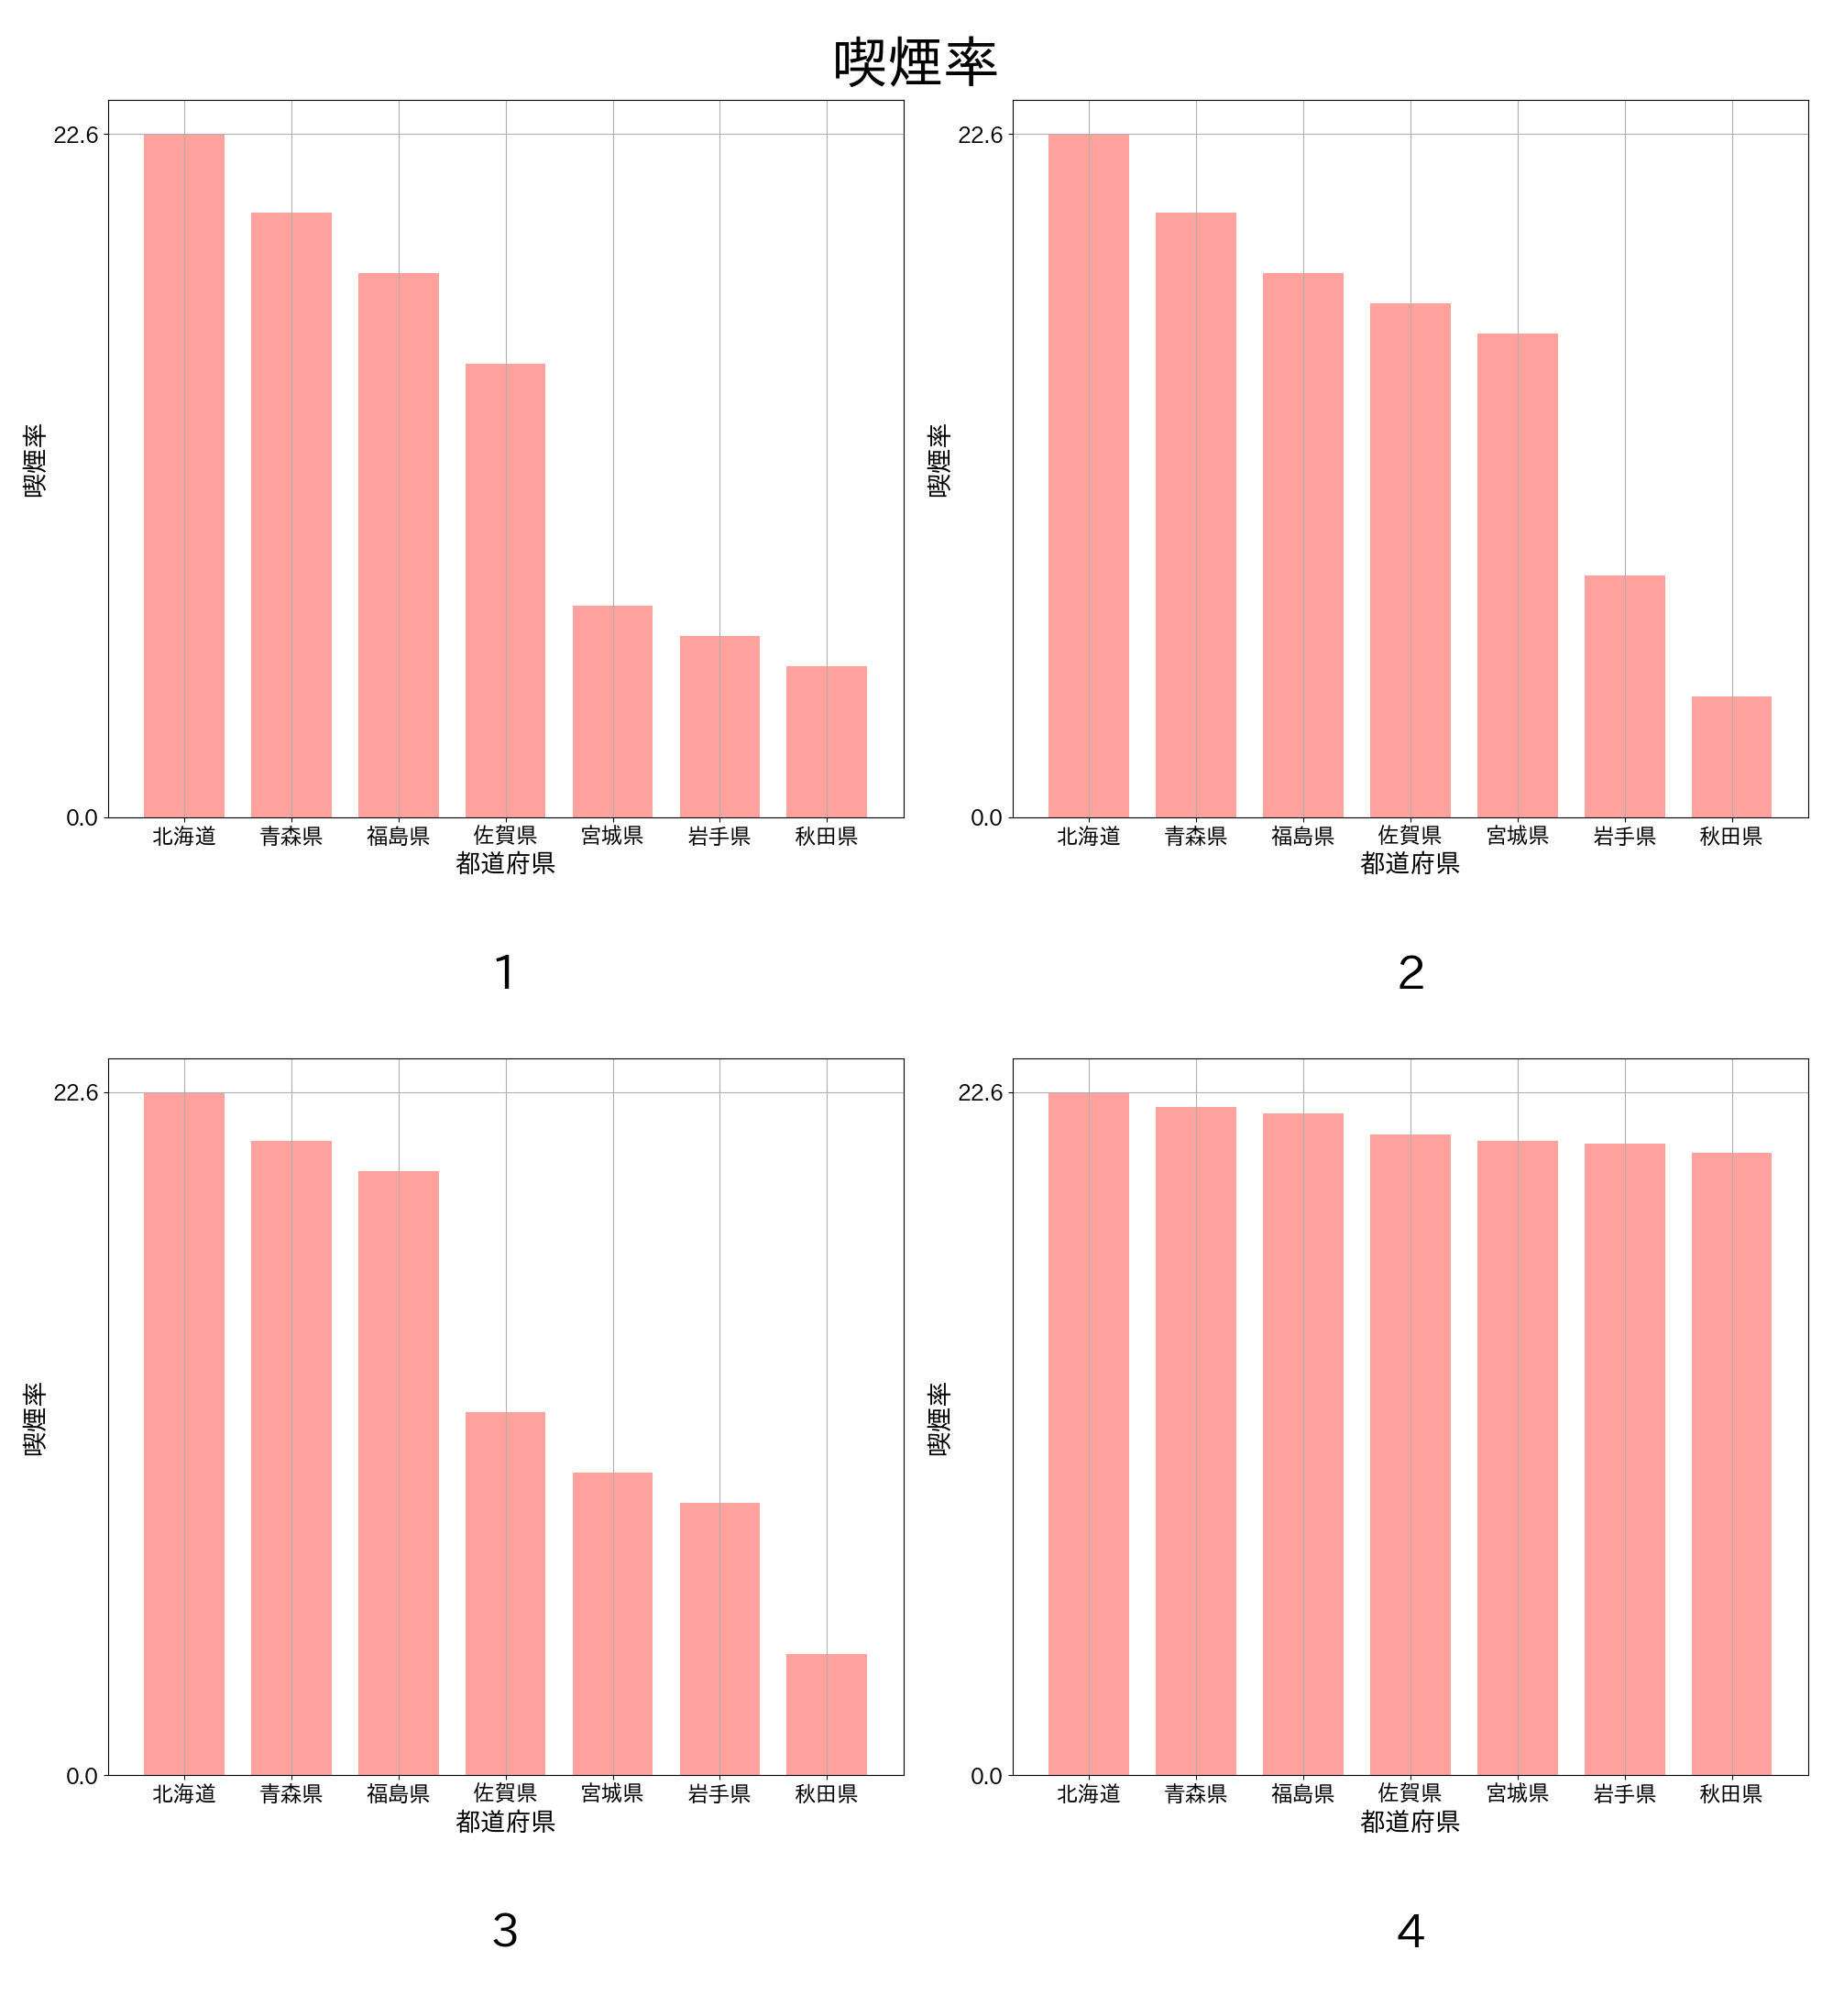 喫煙率
22.6
0.0
喫煙率
北海道 青森県 福島県 佐賀県 宮城県 岩手県 秋田県
都道府県
1
22.6
0.0
喫煙率
北海道 青森県 福島県 佐賀県 宮城県 岩手県 秋田県
都道府県
2
22.6
0.0
喫煙率
北海道 青森県 福島県 佐賀県 宮城県 岩手県 秋田県
都道府県
3
22.6
0.0
喫煙率
北海道 青森県 福島県 佐賀県 宮城県 岩手県 秋田県
都道府県
4